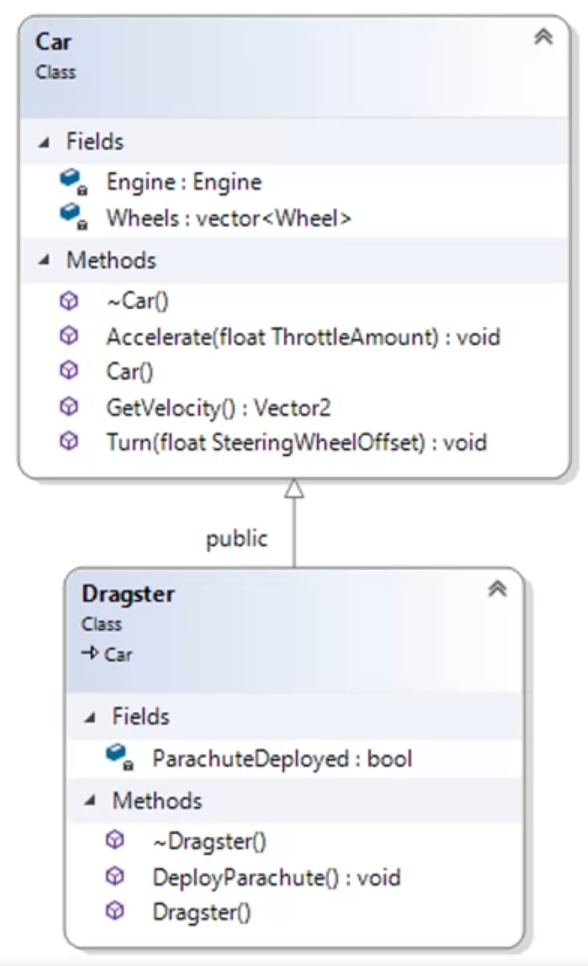 Car
Class
Fields
Engine : Engine
Wheels : vector<Wheel>
Methods
~Car()
Accelerate(float ThrottleAmount) : void
Car()
GetVelocity() : Vector2
Turn(float SteeringWheelOffset) : void
public
Dragster
Class
Car
Fields
ParachuteDeployed : bool
Methods
~Dragster()
DeployParachute() : void
Dragster()